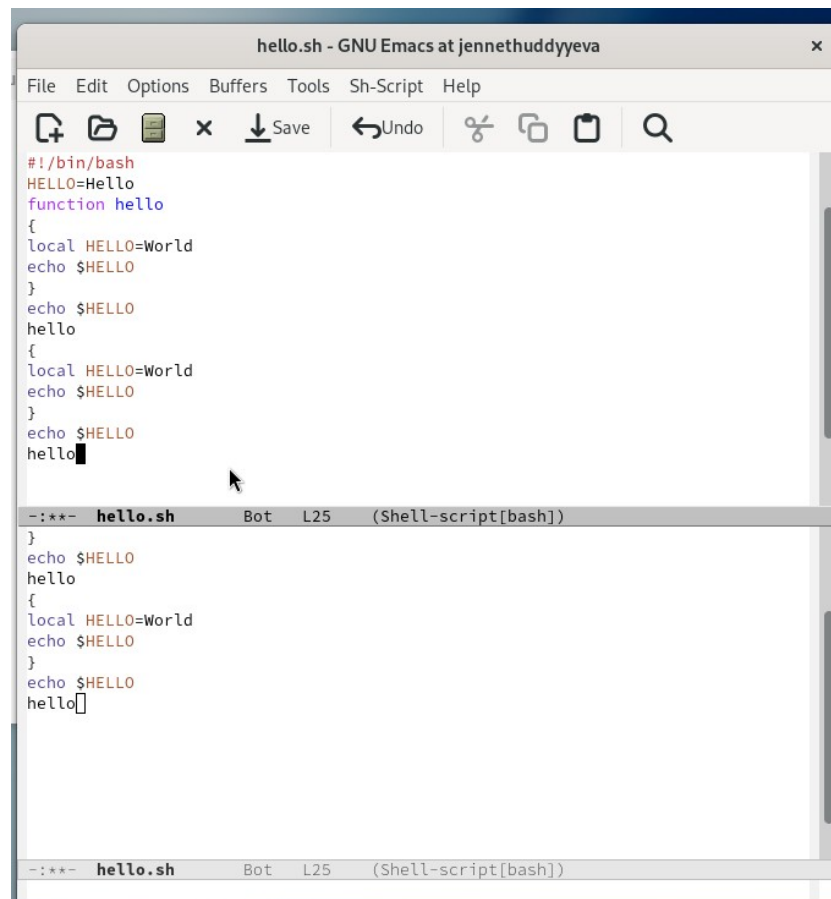 hello.sh - GNU Emacs at jennethuddyyeva ×
File Edit Options Buffers Tools Sh-Script Help
Save Undo
#!/bin/bash
HELLO=Hello
function hello
{
local HELLO=World
echo $HELLO
}
echo $HELLO
hello
{
local HELLO=World
echo $HELLO
}
echo $HELLO
hello
-:**- hello.sh Bot L25 (Shell-script[bash])
}
echo $HELLO
hello
{
local HELLO=World
echo $HELLO
}
echo $HELLO
hello
-:**- hello.sh Bot L25 (Shell-script[bash])